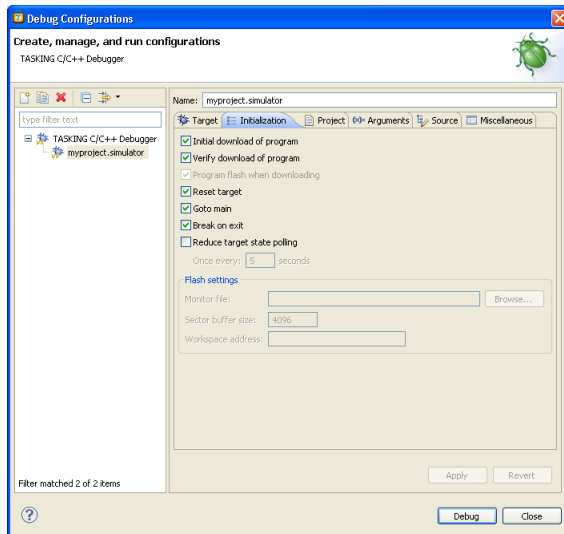 Debug Configurations
Create, manage, and run configurations
TASKING C/C++ Debugger
type filter text
TASKING C/C++ Debugger
myproject.simulator
Filter matched 2 of 2 items
Name: myproject.simulator
Target Initialization Project (x)= Arguments Source Miscellaneous
Initial download of program
Verify download of program
Program flash when downloading
Reset target
Goto main
Break on exit
Reduce target state polling
Once every: 5 seconds
Flash settings
Monitor file: Browse...
Sector buffer size: 4096
Workspace address:
Apply Revert
? Debug Close